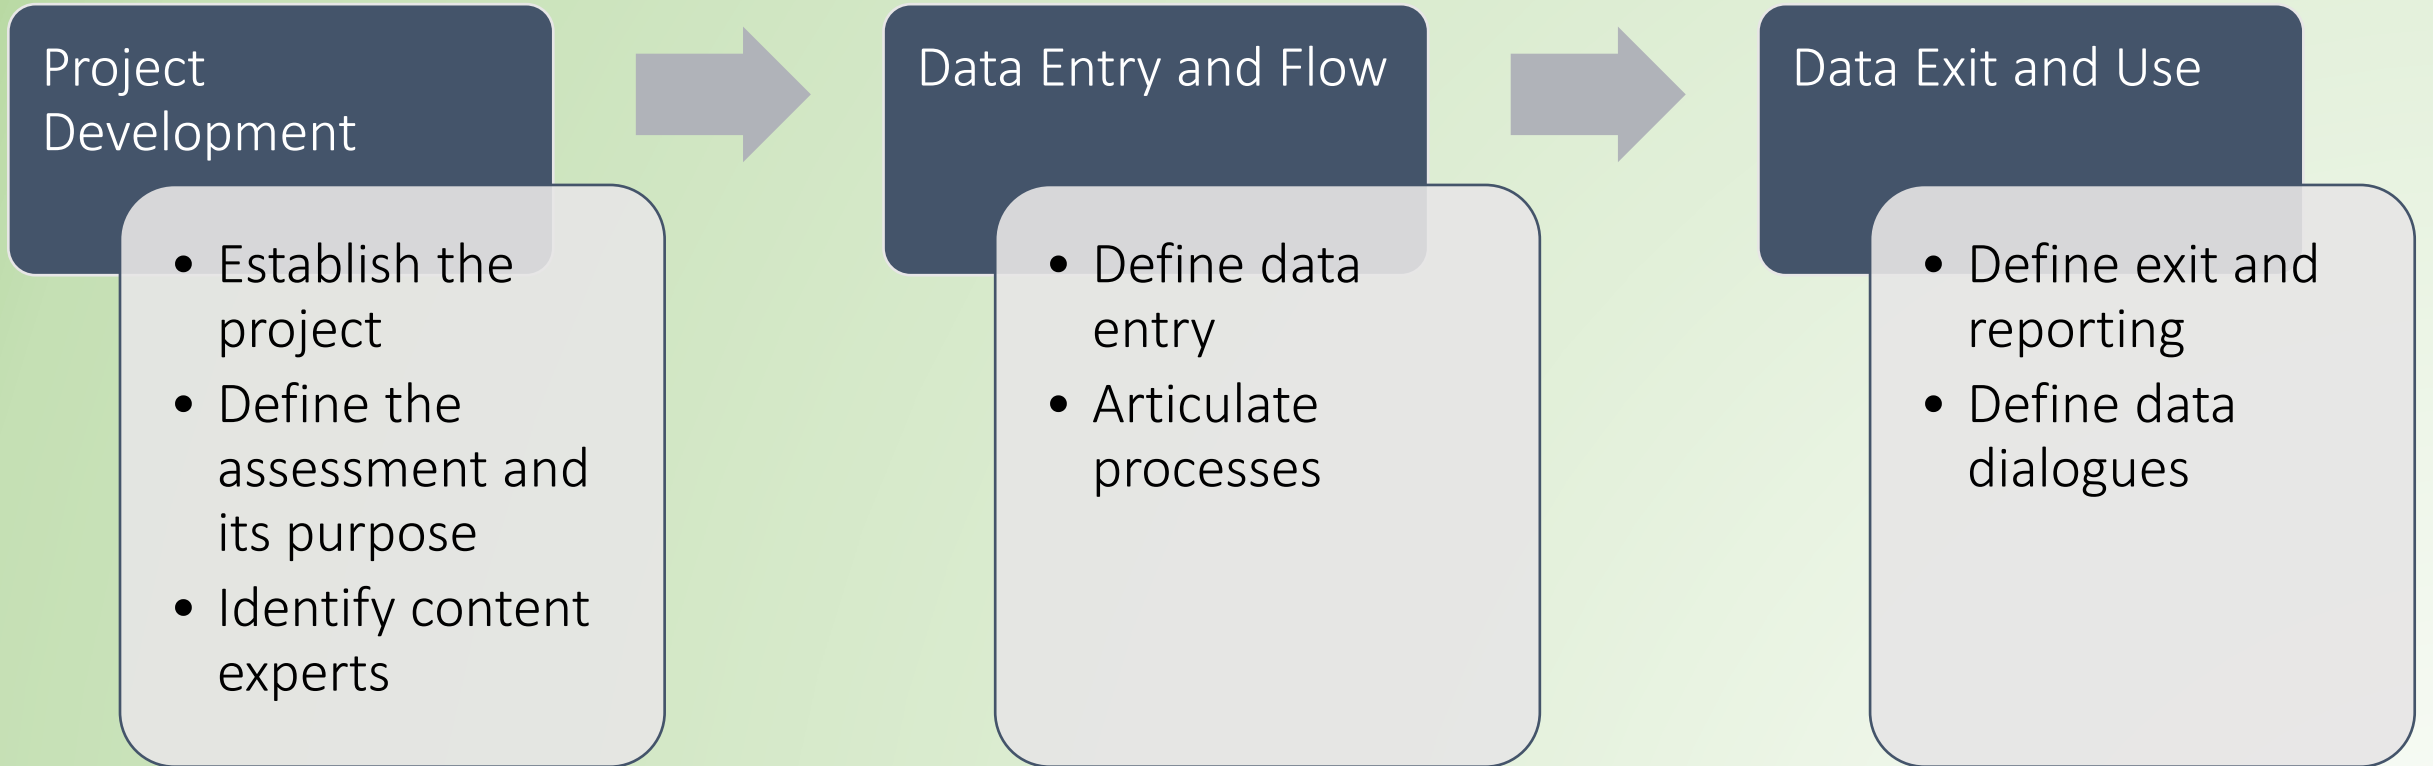 Project
Development
• Establish the
project
• Define the
assessment and
its purpose
• Identify content
experts
Data Entry and Flow
• Define data
entry
• Articulate
processes
Data Exit and Use
• Define exit and
reporting
• Define data
dialogues